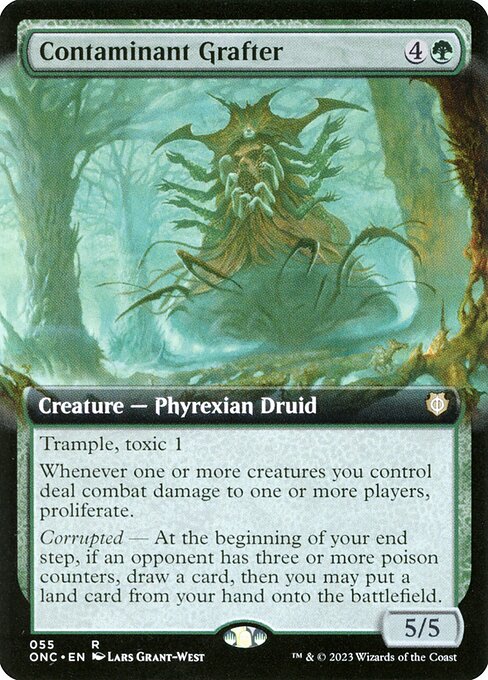 Contaminant Grafter 4
Creature — Phyrexian Druid
Trample, toxic 1
Whenever one or more creatures you control
deal combat damage to one or more players,
proliferate.
Corrupted — At the beginning of your end
step, if an opponent has three or more poison
counters, draw a card, then you may put a
land card from your hand onto the battlefield.
5/5
055 R
ONC • EN Lars Grant-West
™ & © 2023 Wizards of the Coast